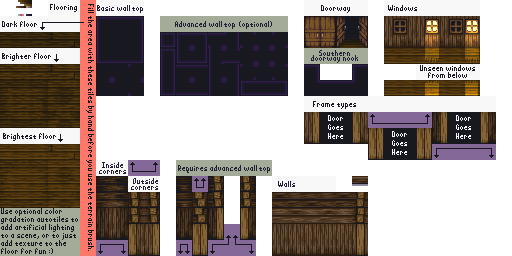 Flooring
Dark floor
Brighter floor
Brightest floor
Use optional color
gradation autotiles to
add artificial lighting
to a scene, or to just
add texture to the
floor for fun :)
Fill the area with these tiles by hand before you use the terrain brush.
Basic wall top
Advanced wall top (optional)
Doorway
Southern
doorway nook
Windows
Unseen windows
from below
Frame types
Door
Goes
Here
Door
Goes
Here
Door
Goes
Here
Inside
corners
Outside
corners
Requires advanced wall top
Walls